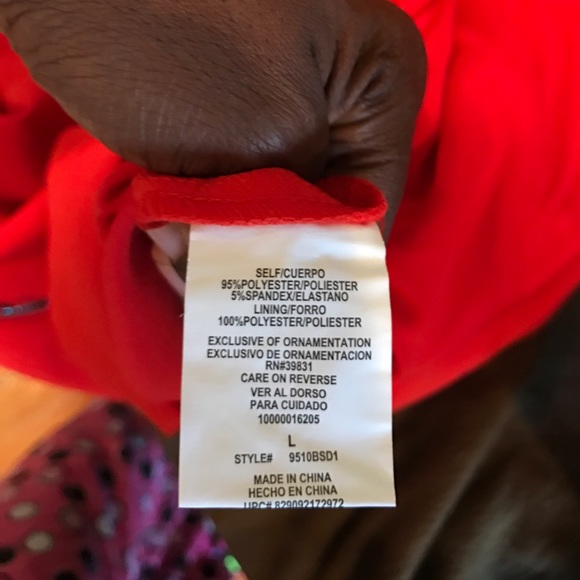 SELF/CUERPO
95%POLYESTER/POLIESTER
5%SPANDEX/ELASTANO
LINING/FORRO
100%POLYESTER/POLIESTER
EXCLUSIVE OF ORNAMENTATION
EXCLUSIVO DE ORNAMENTACION
RN#39831
CARE ON REVERSE
VER AL DORSO
PARA CUIDADO
10000016205
L
STYLE# 9510BSD1
MADE IN CHINA
HECHO EN CHINA
UPC# 829092172972